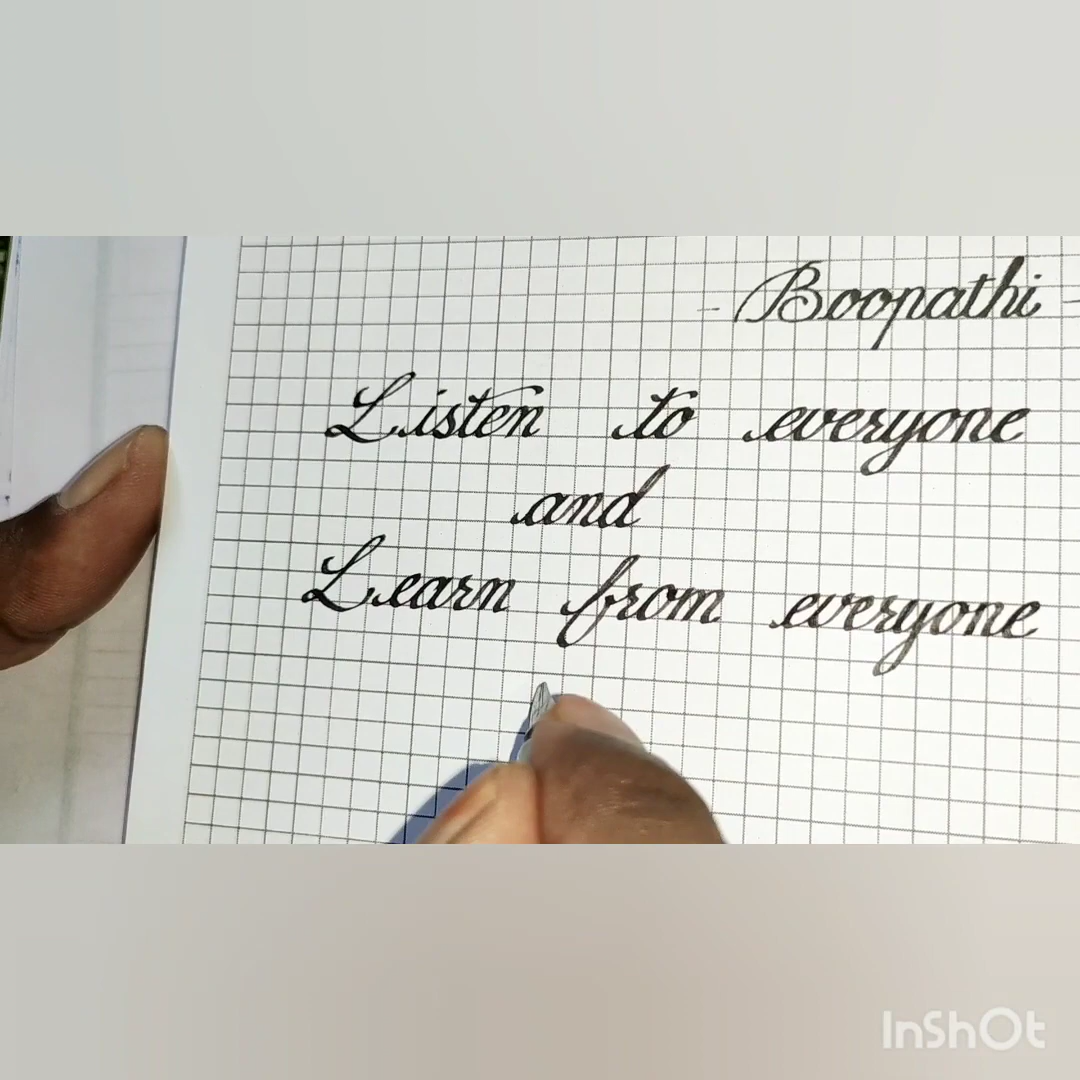 - Boopathi -
Listen to everyone
and
Learn from everyone
InShOt